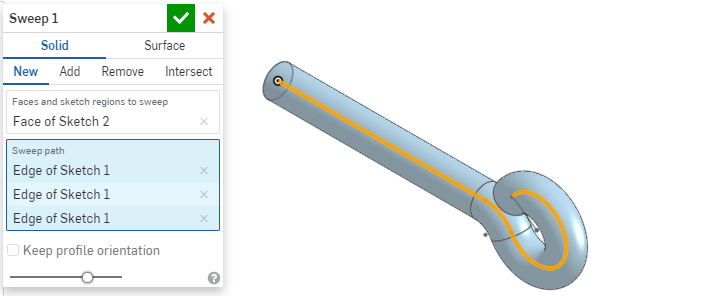 Sweep 1
Solid Surface
New Add Remove Intersect
Faces and sketch regions to sweep
Face of Sketch 2
Sweep path
Edge of Sketch 1
Edge of Sketch 1
Edge of Sketch 1
Keep profile orientation